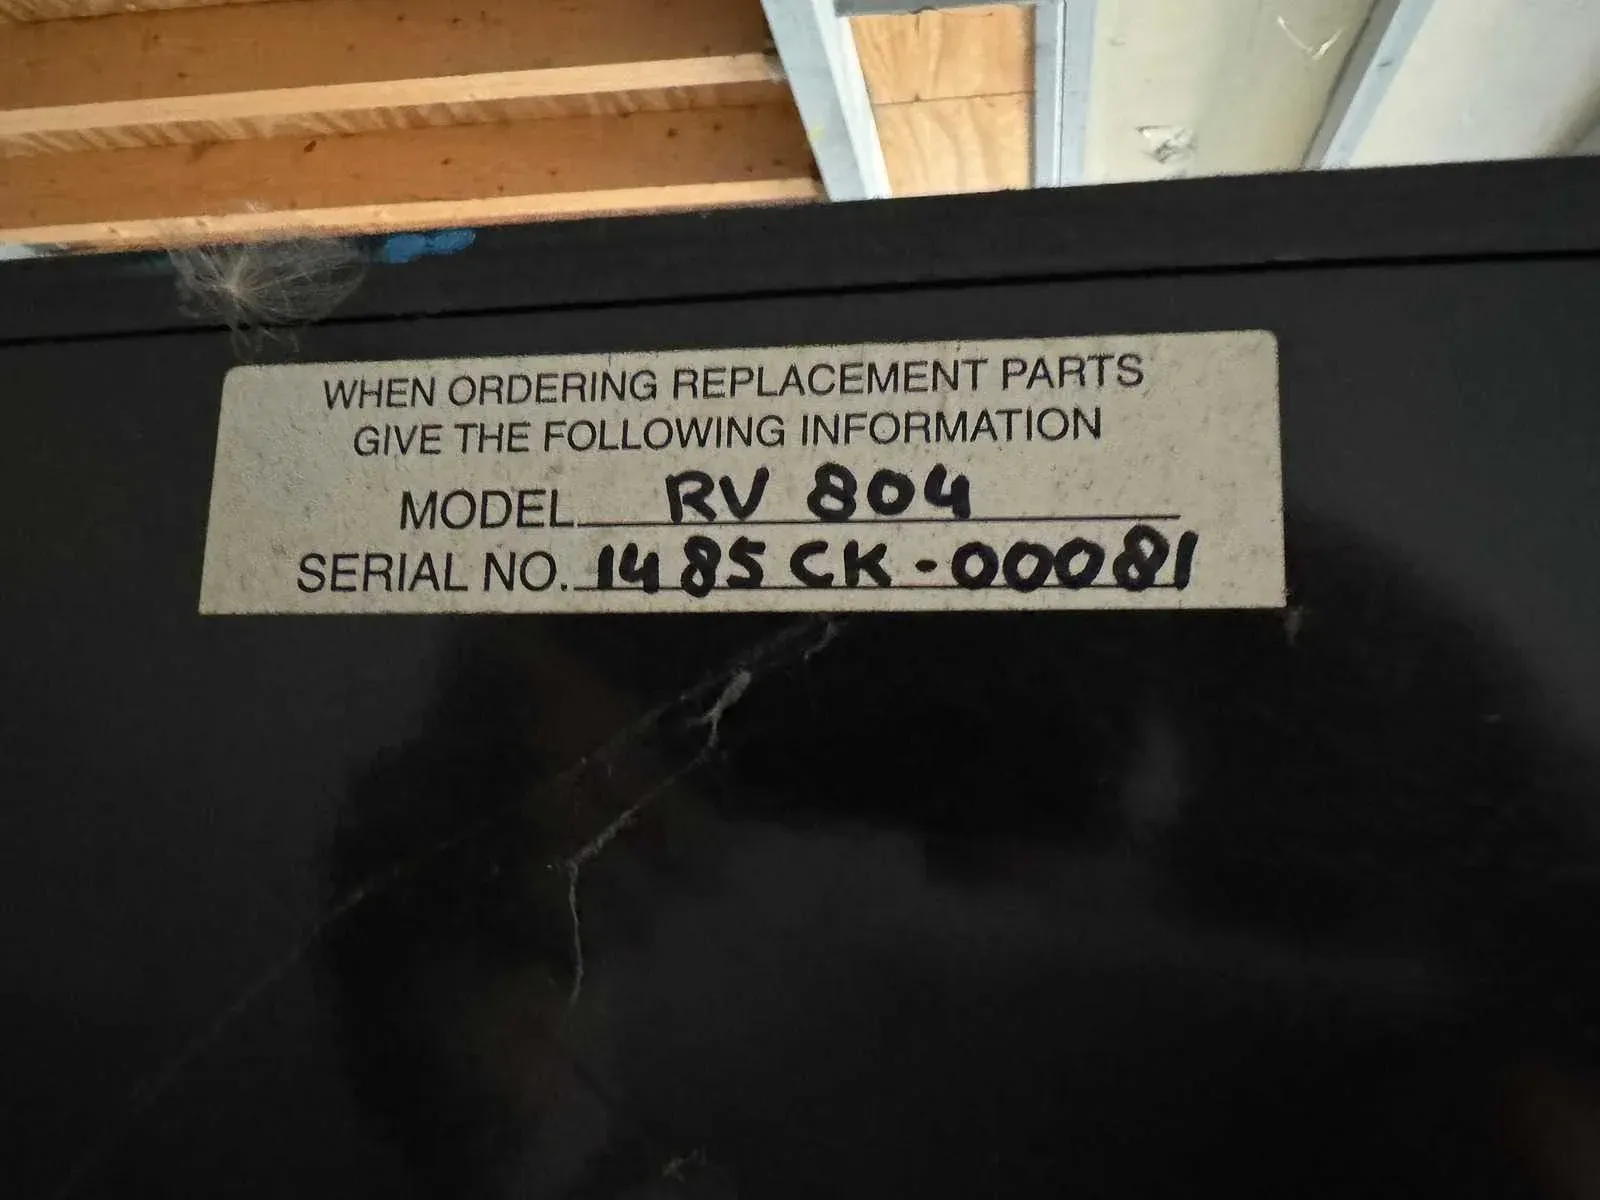 WHEN ORDERING REPLACEMENT PARTS
GIVE THE FOLLOWING INFORMATION
MODEL RV 804
SERIAL NO. 1485CK-00081